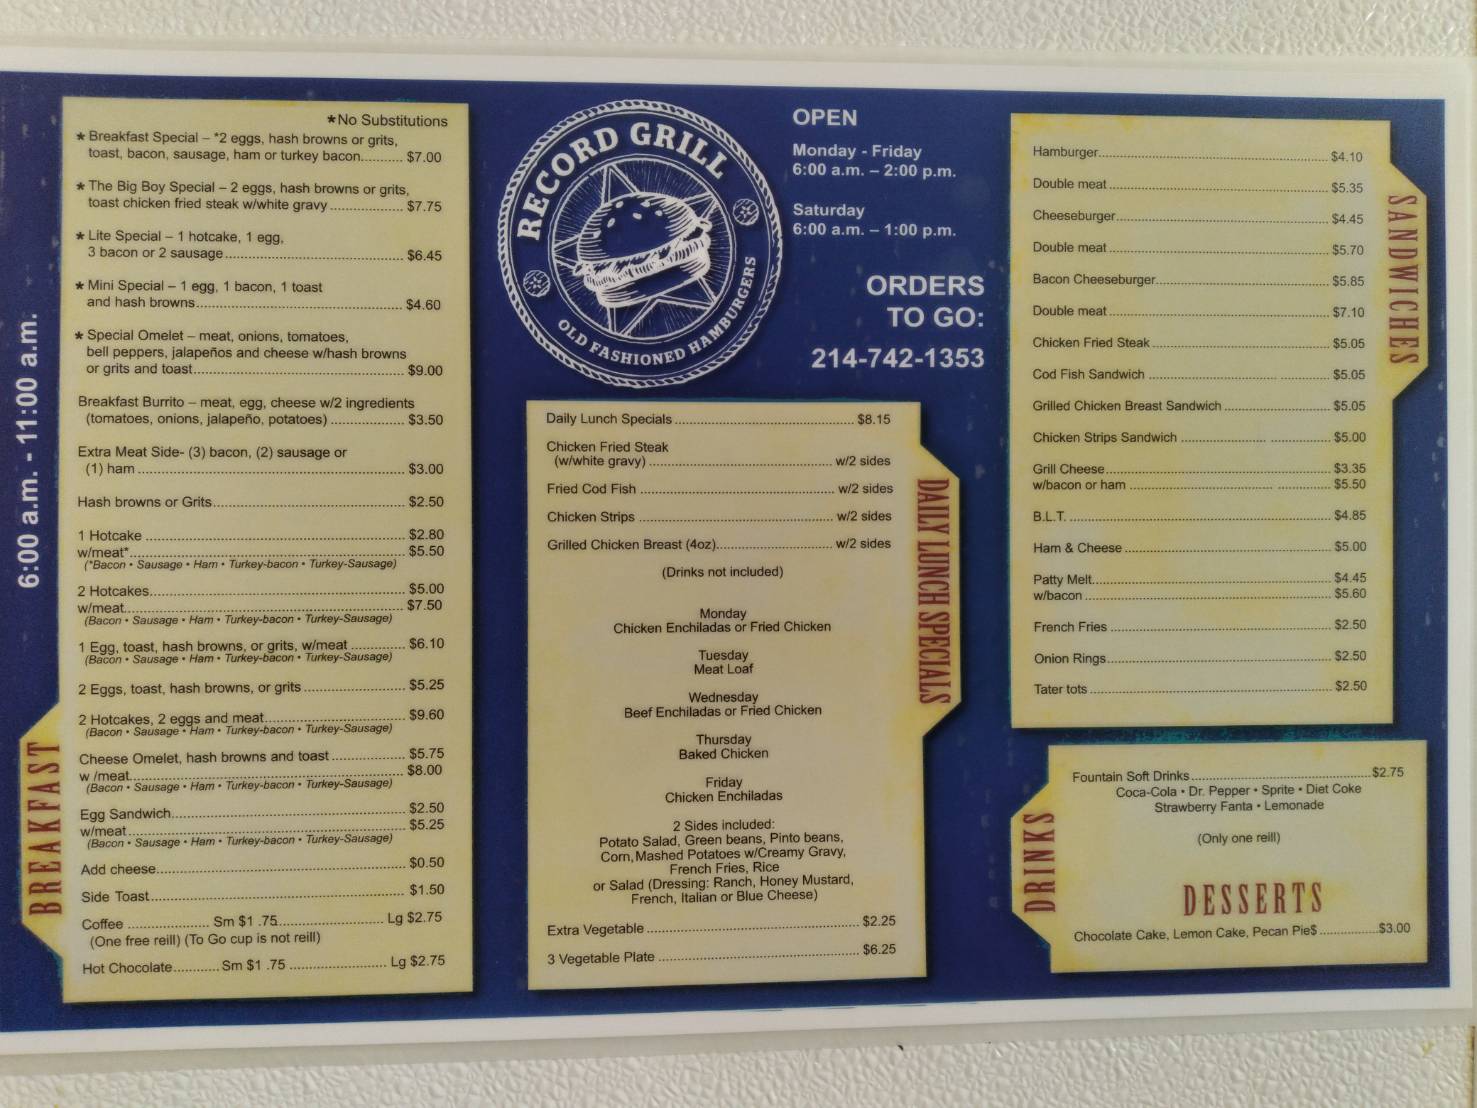 6:00 a.m. - 11:00 a.m.
BREAKFAST
*No Substitutions
* Breakfast Special – *2 eggs, hash browns or grits,
toast, bacon, sausage, ham or turkey bacon.......... $7.00
* The Big Boy Special – 2 eggs, hash browns or grits,
toast chicken fried steak w/white gravy .................. $7.75
* Lite Special – 1 hotcake, 1 egg,
3 bacon or 2 sausage.......................................... $6.45
* Mini Special – 1 egg, 1 bacon, 1 toast
and hash browns................................................. $4.60
* Special Omelet – meat, onions, tomatoes,
bell peppers, jalapeños and cheese w/hash browns
or grits and toast.................................................. $9.00
Breakfast Burrito – meat, egg, cheese w/2 ingredients
(tomatoes, onions, jalapeño, potatoes) ................. $3.50
Extra Meat Side- (3) bacon, (2) sausage or
(1) ham ............................................................... $3.00
Hash browns or Grits............................................. $2.50
1 Hotcake ............................................................ $2.80
w/meat*................................................................ $5.50
(*Bacon • Sausage • Ham • Turkey-bacon • Turkey-Sausage)
2 Hotcakes........................................................... $5.00
w/meat................................................................. $7.50
(Bacon • Sausage • Ham • Turkey-bacon • Turkey-Sausage)
1 Egg, toast, hash browns, or grits, w/meat ............ $6.10
(Bacon • Sausage • Ham • Turkey-bacon • Turkey-Sausage)
2 Eggs, toast, hash browns, or grits ....................... $5.25
2 Hotcakes, 2 eggs and meat................................. $9.60
(Bacon • Sausage • Ham • Turkey-bacon • Turkey-Sausage)
Cheese Omelet, hash browns and toast ................. $5.75
w /meat................................................................ $8.00
(Bacon • Sausage • Ham • Turkey-bacon • Turkey-Sausage)
Egg Sandwich....................................................... $2.50
w/meat ................................................................ $5.25
(Bacon • Sausage • Ham • Turkey-bacon • Turkey-Sausage)
Add cheese.......................................................... $0.50
Side Toast............................................................ $1.50
Coffee .................... Sm $1 .75......................... Lg $2.75
(One free reill) (To Go cup is not reill)
Hot Chocolate........... Sm $1 .75 ....................... Lg $2.75
RECORD GRILL
OLD FASHIONED HAMBURGERS
OPEN
Monday - Friday
6:00 a.m. – 2:00 p.m.
Saturday
6:00 a.m. – 1:00 p.m.
ORDERS
TO GO:
214-742-1353
DAILY LUNCH SPECIALS
Daily Lunch Specials ............................................ $8.15
Chicken Fried Steak
(w/white gravy) ............................................. w/2 sides
Fried Cod Fish ................................................ w/2 sides
Chicken Strips ................................................ w/2 sides
Grilled Chicken Breast (4oz)............................. w/2 sides
(Drinks not included)
Monday
Chicken Enchiladas or Fried Chicken
Tuesday
Meat Loaf
Wednesday
Beef Enchiladas or Fried Chicken
Thursday
Baked Chicken
Friday
Chicken Enchiladas
2 Sides included:
Potato Salad, Green beans, Pinto beans,
Corn, Mashed Potatoes w/Creamy Gravy,
French Fries, Rice
or Salad (Dressing: Ranch, Honey Mustard,
French, Italian or Blue Cheese)
Extra Vegetable .................................................... $2.25
3 Vegetable Plate ................................................. $6.25
SANDWICHES
Hamburger............................................................ $4.10
Double meat ......................................................... $5.35
Cheeseburger....................................................... $4.45
Double meat ......................................................... $5.70
Bacon Cheeseburger............................................. $5.85
Double meat ......................................................... $7.10
Chicken Fried Steak .............................................. $5.05
Cod Fish Sandwich ............................................... $5.05
Grilled Chicken Breast Sandwich ........................... $5.05
Chicken Strips Sandwich ....................................... $5.00
Grill Cheese.......................................................... $3.35
w/bacon or ham .................................................... $5.50
B.L.T. .................................................................. $4.85
Ham & Cheese ..................................................... $5.00
Patty Melt............................................................. $4.45
w/bacon ............................................................... $5.60
French Fries ......................................................... $2.50
Onion Rings.......................................................... $2.50
Tater tots ............................................................. $2.50
DRINKS
Fountain Soft Drinks .............................................$2.75
Coca-Cola • Dr. Pepper • Sprite • Diet Coke
Strawberry Fanta • Lemonade
(Only one reill)
DESSERTS
Chocolate Cake, Lemon Cake, Pecan Pie$ ...............$3.00